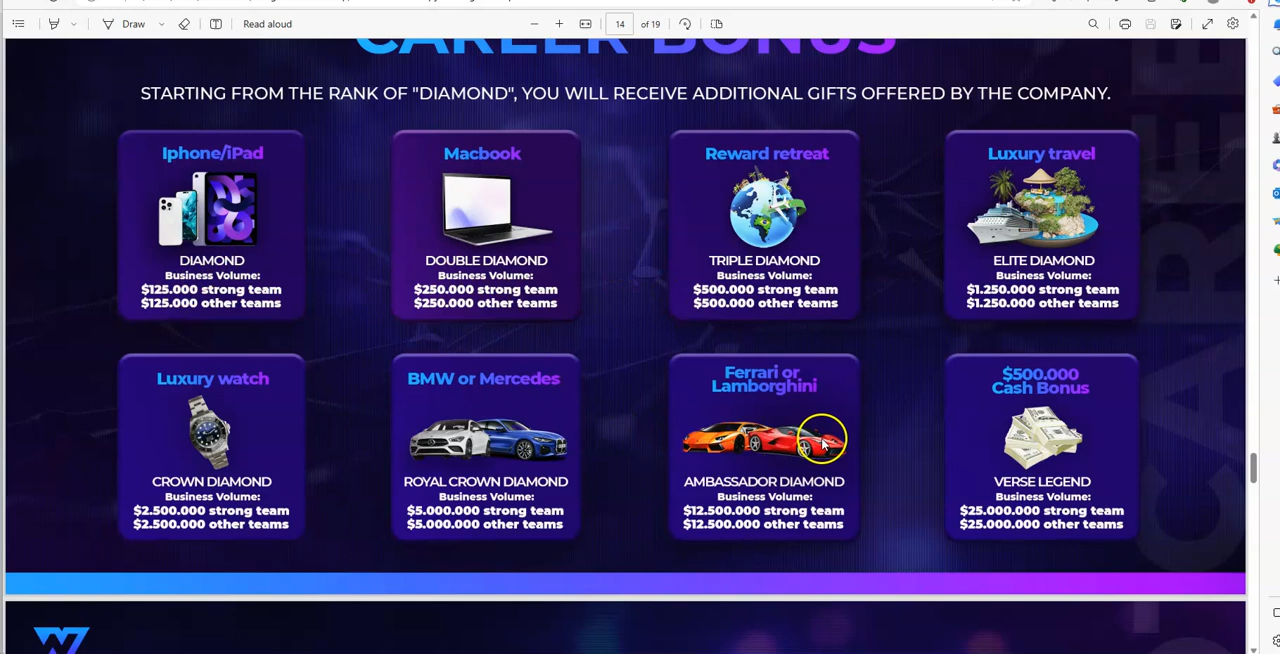 Draw
Read aloud
14 of 19
CAREER BONUS
STARTING FROM THE RANK OF "DIAMOND", YOU WILL RECEIVE ADDITIONAL GIFTS OFFERED BY THE COMPANY.
Iphone/iPad
DIAMOND
Business Volume:
$125.000 strong team
$125.000 other teams
Macbook
DOUBLE DIAMOND
Business Volume:
$250.000 strong team
$250.000 other teams
Reward retreat
TRIPLE DIAMOND
Business Volume:
$500.000 strong team
$500.000 other teams
Luxury travel
ELITE DIAMOND
Business Volume:
$1.250.000 strong team
$1.250.000 other teams
Luxury watch
CROWN DIAMOND
Business Volume:
$2.500.000 strong team
$2.500.000 other teams
BMW or Mercedes
ROYAL CROWN DIAMOND
Business Volume:
$5.000.000 strong team
$5.000.000 other teams
Ferrari or
Lamborghini
AMBASSADOR DIAMOND
Business Volume:
$12.500.000 strong team
$12.500.000 other teams
$500.000
Cash Bonus
VERSE LEGEND
Business Volume:
$25.000.000 strong team
$25.000.000 other teams